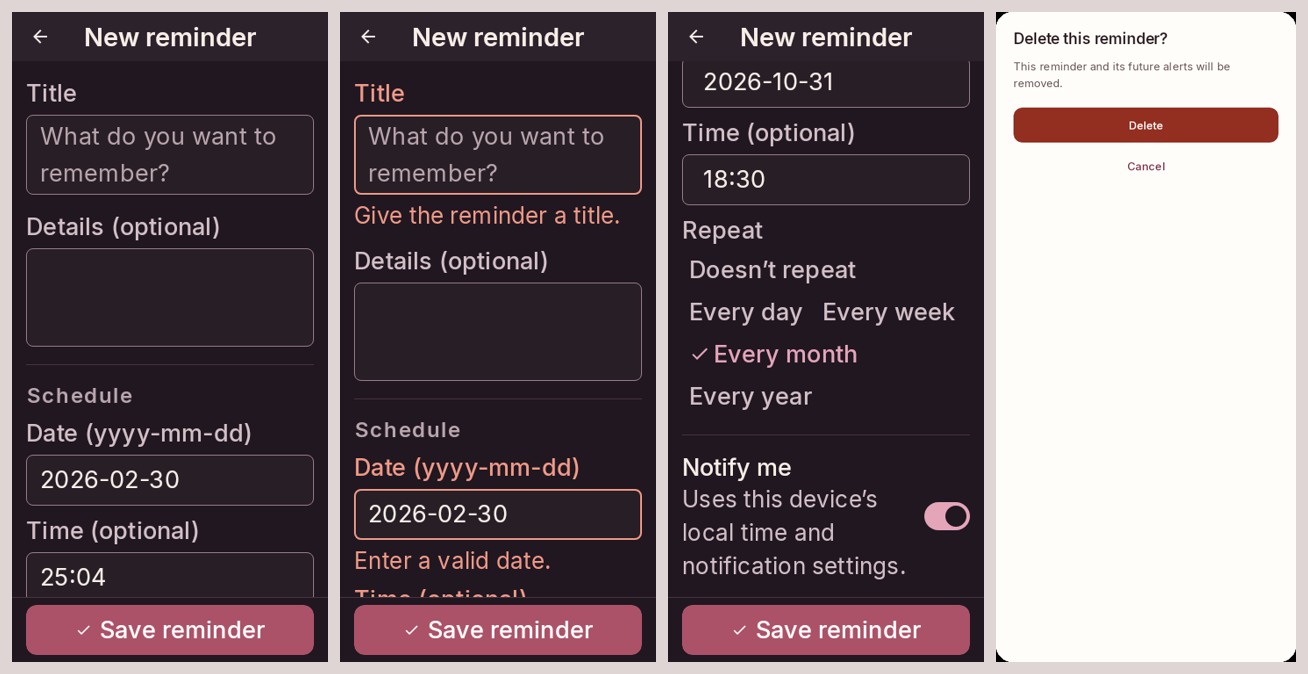 New reminder
Title
What do you want to
remember?
Details (optional)
Schedule
Date (yyyy-mm-dd)
2026-02-30
Time (optional)
25:04
Save reminder
New reminder
Title
What do you want to
remember?
Give the reminder a title.
Details (optional)
Schedule
Date (yyyy-mm-dd)
2026-02-30
Enter a valid date.
Time (optional)
Save reminder
New reminder
2026-10-31
Time (optional)
18:30
Repeat
Doesn’t repeat
Every day Every week
Every month
Every year
Notify me
Uses this device’s
local time and
notification settings.
Save reminder
Delete this reminder?
This reminder and its future alerts will be
removed.
Delete
Cancel